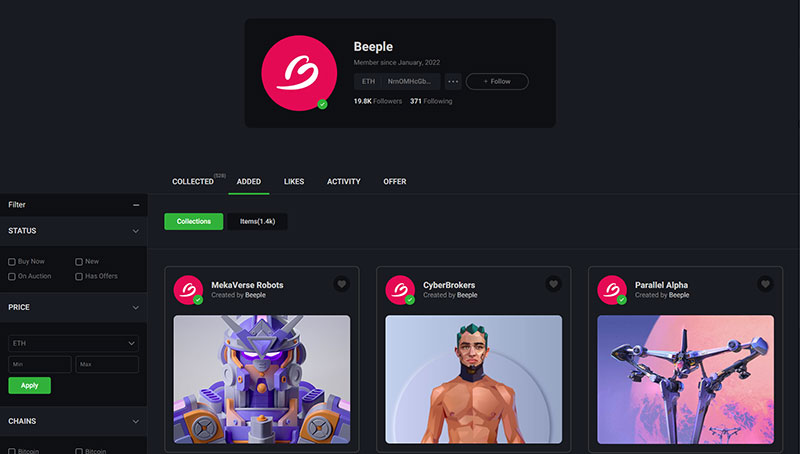 Beeple
Member since January, 2022
ETH NrnOMHcGb...
+ Follow
19.8K Followers 371 Following
COLLECTED (528) ADDED LIKES ACTIVITY OFFER
Filter
Collections Items(1.4k)
STATUS
Buy Now New
On Auction Has Offers
PRICE
ETH
Min Max
Apply
CHAINS
Bitcoin Bitcoin
MekaVerse Robots
Created by Beeple
CyberBrokers
Created by Beeple
Parallel Alpha
Created by Beeple